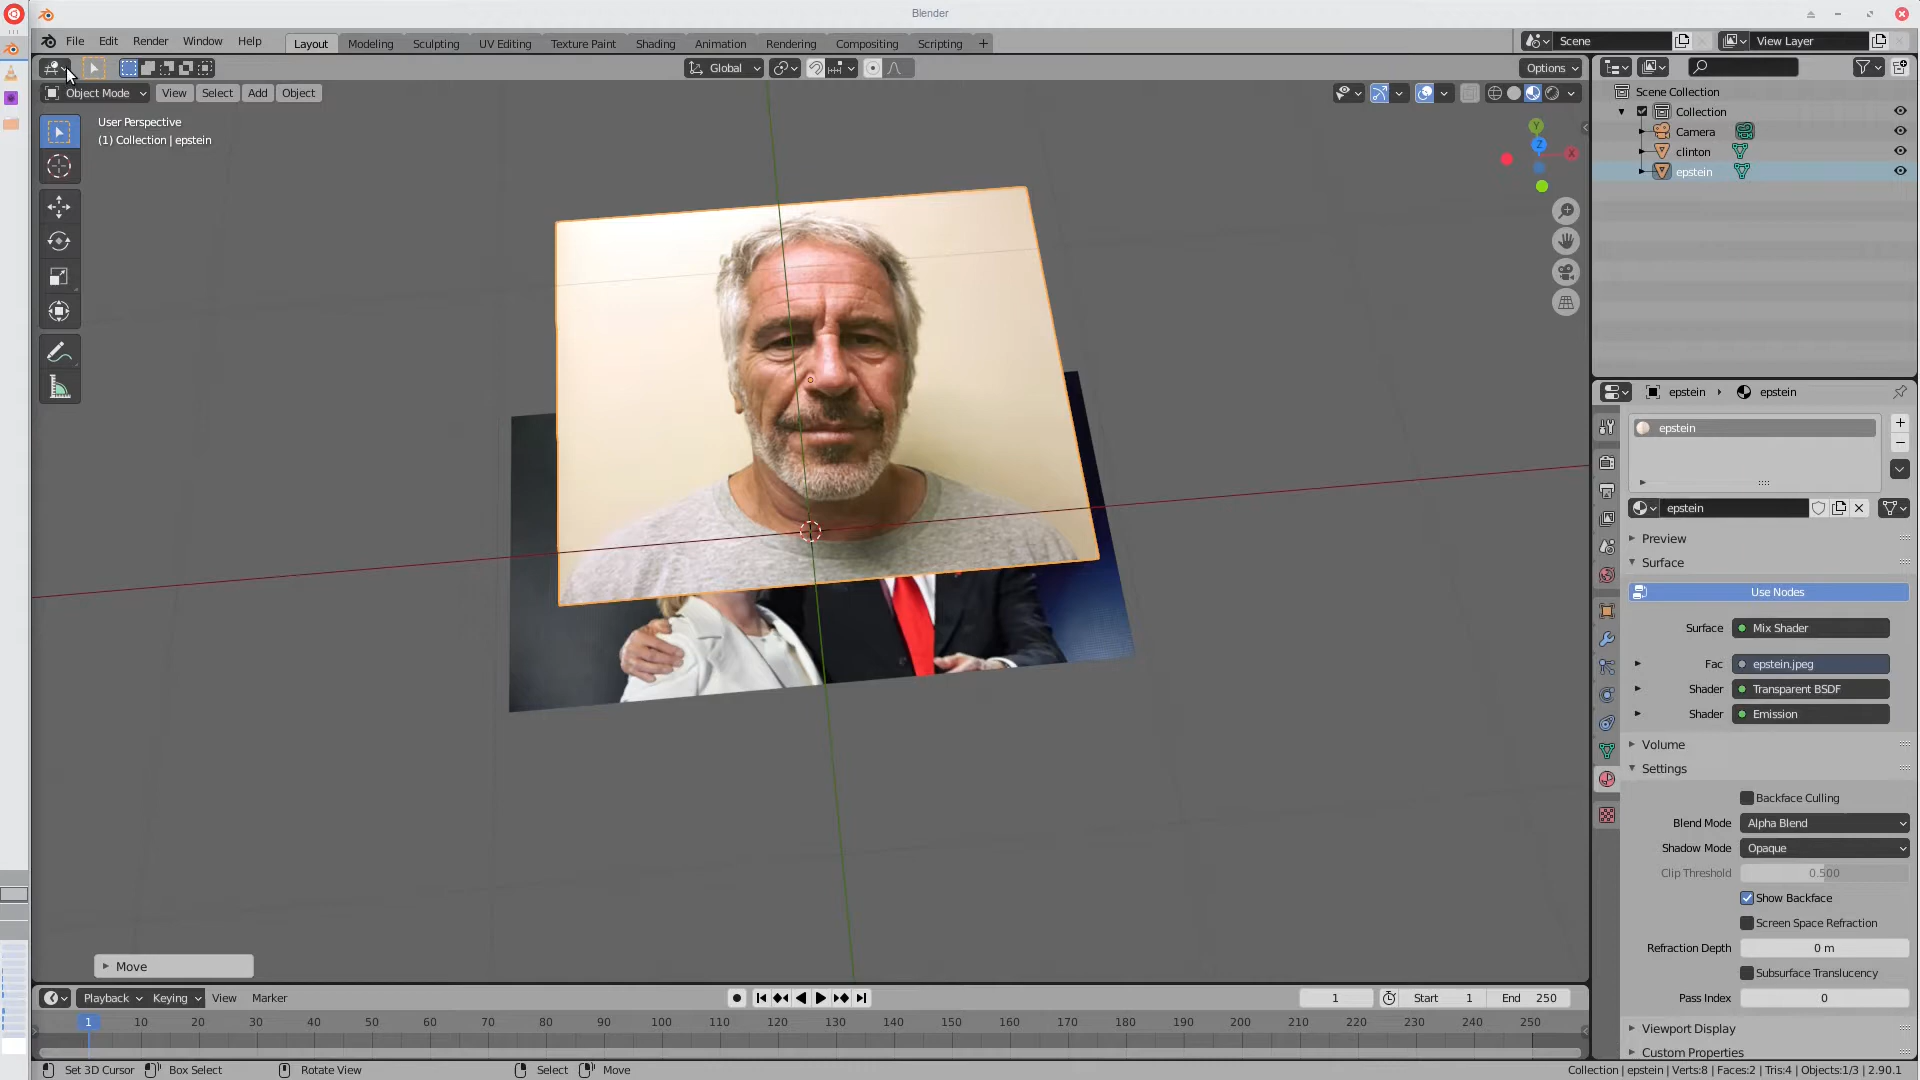 Blender
File Edit Render Window Help Layout Modeling Sculpting UV Editing Texture Paint Shading Animation Rendering Compositing Scripting + Scene View Layer
Global Options
Object Mode View Select Add Object
User Perspective
(1) Collection | epstein
Y
Z
X
Scene Collection
Collection
Camera
clinton
epstein
epstein epstein
epstein
epstein
Preview
Surface
Use Nodes
Surface Mix Shader
Fac epstein.jpeg
Shader Transparent BSDF
Shader Emission
Volume
Settings
Backface Culling
Blend Mode Alpha Blend
Shadow Mode Opaque
Clip Threshold 0.500
Show Backface
Screen Space Refraction
Refraction Depth 0 m
Subsurface Translucency
Pass Index 0
Viewport Display
Custom Properties
Move
Playback Keying View Marker 1 Start 1 End 250
1 10 20 30 40 50 60 70 80 90 100 110 120 130 140 150 160 170 180 190 200 210 220 230 240 250
Set 3D Cursor Box Select Rotate View Select Move Collection | epstein | Verts:8 | Faces:2 | Tris:4 | Objects:1/3 | 2.90.1